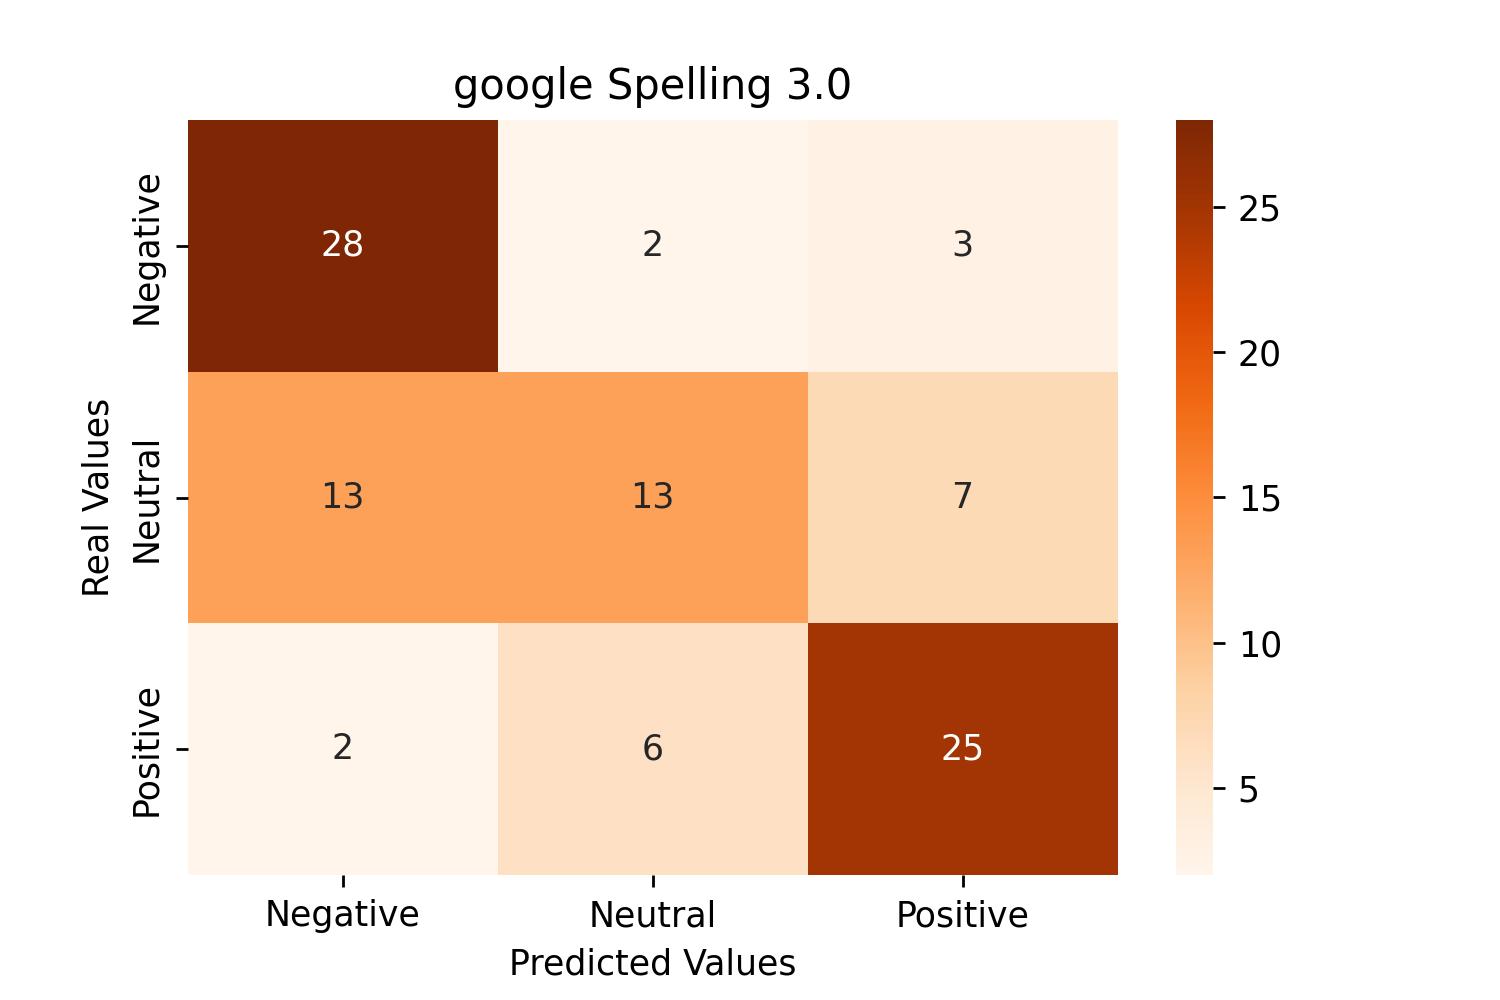 google Spelling 3.0
Real Values
Negative
28 2 3
Neutral
13 13 7
Positive
2 6 25
Negative Neutral Positive
Predicted Values
25
20
15
10
5